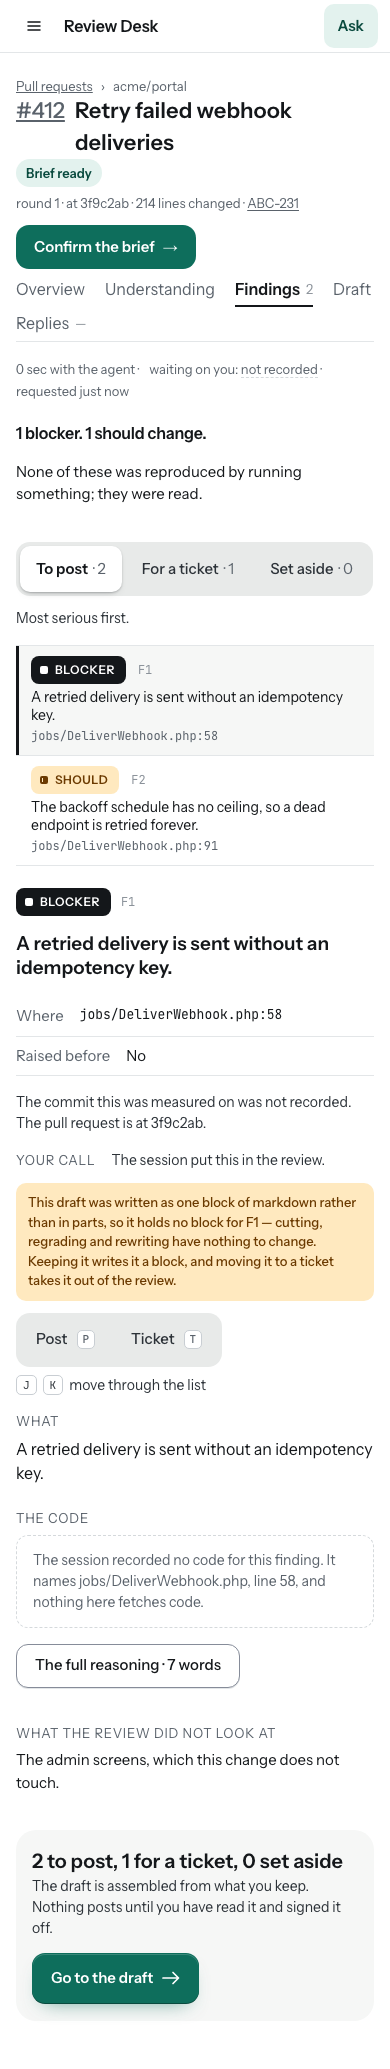 Review Desk
Ask
Pull requests › acme/portal
#412 Retry failed webhook
deliveries
Brief ready
round 1 · at 3f9c2ab · 214 lines changed · ABC-231
Confirm the brief →
Overview Understanding Findings 2 Draft
Replies —
0 sec with the agent · waiting on you: not recorded ·
requested just now
1 blocker. 1 should change.
None of these was reproduced by running
something; they were read.
To post · 2 For a ticket · 1 Set aside · 0
Most serious first.
BLOCKER F1
A retried delivery is sent without an idempotency
key.
jobs/DeliverWebhook.php:58
SHOULD F2
The backoff schedule has no ceiling, so a dead
endpoint is retried forever.
jobs/DeliverWebhook.php:91
BLOCKER F1
A retried delivery is sent without an
idempotency key.
Where jobs/DeliverWebhook.php:58
Raised before No
The commit this was measured on was not recorded.
The pull request is at 3f9c2ab.
YOUR CALL The session put this in the review.
This draft was written as one block of markdown rather
than in parts, so it holds no block for F1 — cutting,
regrading and rewriting have nothing to change.
Keeping it writes it a block, and moving it to a ticket
takes it out of the review.
Post P Ticket T
J K move through the list
WHAT
A retried delivery is sent without an idempotency
key.
THE CODE
The session recorded no code for this finding. It
names jobs/DeliverWebhook.php, line 58, and
nothing here fetches code.
The full reasoning · 7 words
WHAT THE REVIEW DID NOT LOOK AT
The admin screens, which this change does not
touch.
2 to post, 1 for a ticket, 0 set aside
The draft is assembled from what you keep.
Nothing posts until you have read it and signed it
off.
Go to the draft →